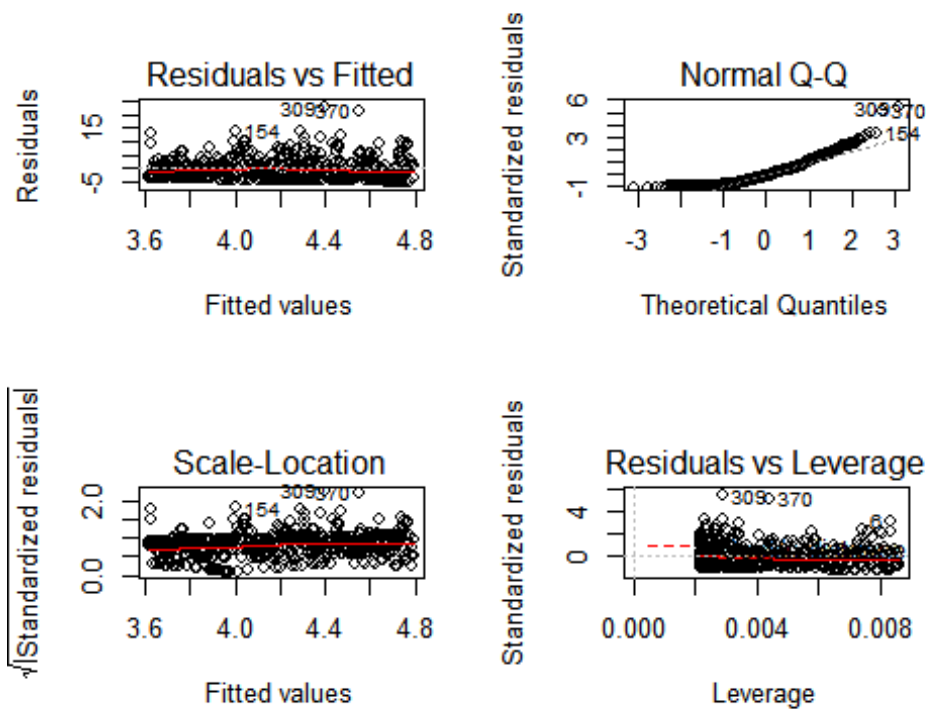 Residuals vs Fitted
Residuals
15
-5
309
370
154
3.6 4.0 4.4 4.8
Fitted values
Normal Q-Q
Standardized residuals
6
3
-1
309
370
154
-3 -1 0 1 2 3
Theoretical Quantiles
Scale-Location
√|Standardized residuals|
2.0
0.0
309
370
154
3.6 4.0 4.4 4.8
Fitted values
Residuals vs Leverage
Standardized residuals
4
0
309
370
6
0.000 0.004 0.008
Leverage